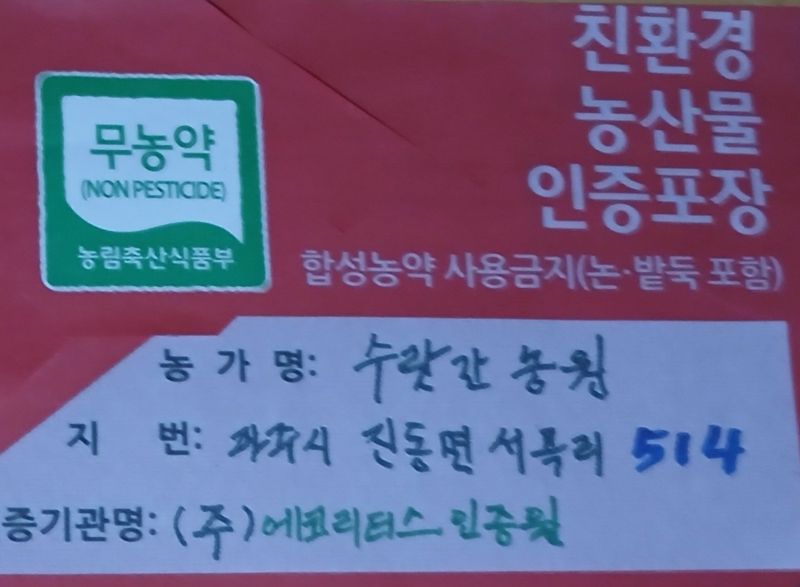 친환경
농산물
인증포장
무농약
(NON PESTICIDE)
농림축산식품부
합성농약 사용금지(논·밭둑 포함)
농 가 명: 수랏간 농원
지 번: 파주시 진동면 서곡리 514
증기관명: (주)에코리더스 인증원